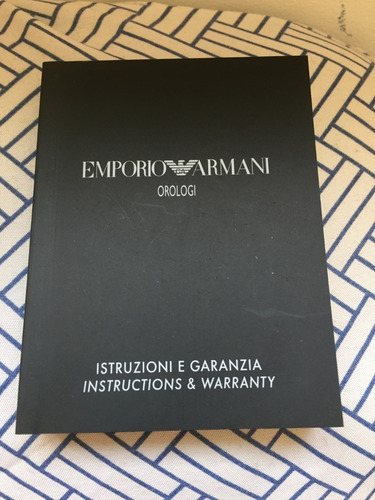 EMPORIO ARMANI
OROLOGI
ISTRUZIONI E GARANZIA
INSTRUCTIONS & WARRANTY